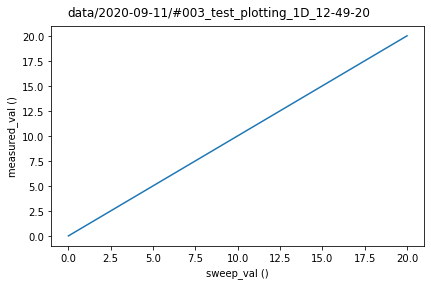 data/2020-09-11/#003_test_plotting_1D_12-49-20
20.0
17.5
15.0
12.5
10.0
7.5
5.0
2.5
0.0
measured_val ()
0.0 2.5 5.0 7.5 10.0 12.5 15.0 17.5 20.0
sweep_val ()